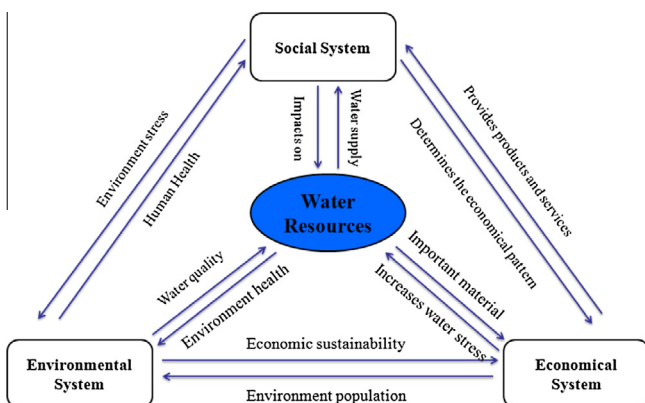 Social System
Environment stress
Human Health
Impacts on
Water supply
Provides products and services
Determines the economical pattern
Water
Resources
Water quality
Environment health
Important material
Increases water stress
Environmental
System
Economic sustainability
Environment population
Economical
System